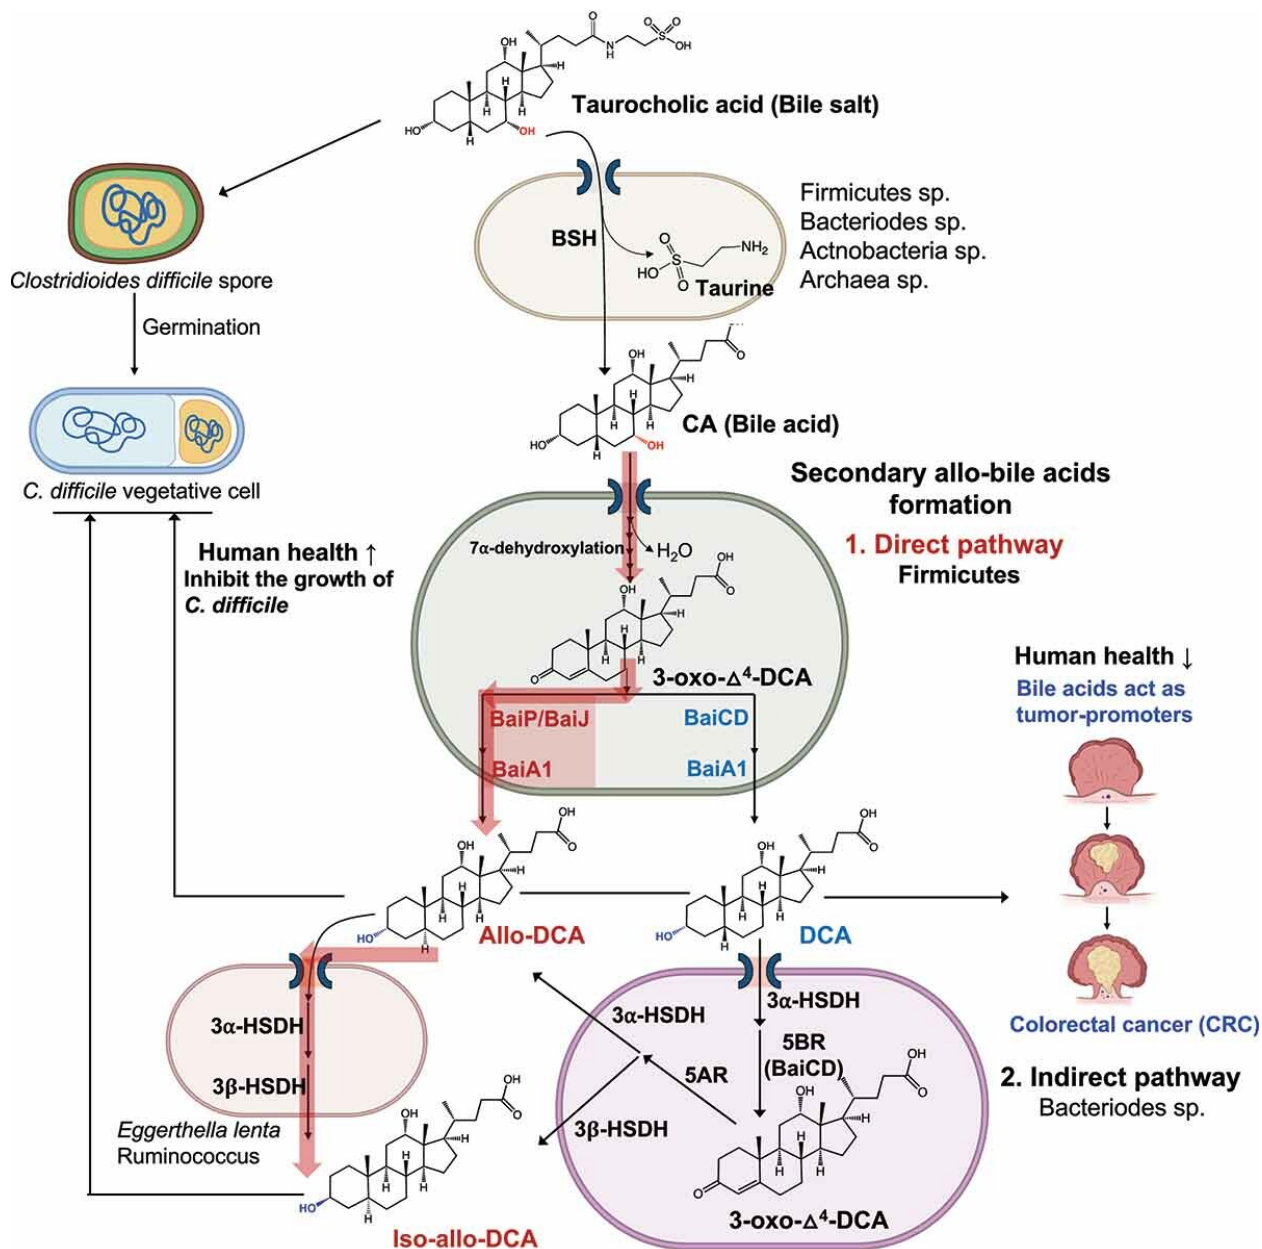 Taurocholic acid (Bile salt)
Firmicutes sp.
Bacteriodes sp.
Actnobacteria sp.
Archaea sp.
BSH
Taurine
Clostridioides difficile spore
Germination
C. difficile vegetative cell
CA (Bile acid)
Secondary allo-bile acids
formation
1. Direct pathway
Firmicutes
7α-dehydroxylation
H₂O
Human health ↑
Inhibit the growth of
C. difficile
3-oxo-Δ⁴-DCA
BaiP/BaiJ
BaiCD
BaiA1
BaiA1
Human health ↓
Bile acids act as
tumor-promoters
Colorectal cancer (CRC)
Allo-DCA
DCA
3α-HSDH
3β-HSDH
Eggerthella lenta
Ruminococcus
3α-HSDH
3α-HSDH
5BR
(BaiCD)
5AR
3β-HSDH
2. Indirect pathway
Bacteriodes sp.
3-oxo-Δ⁴-DCA
Iso-allo-DCA